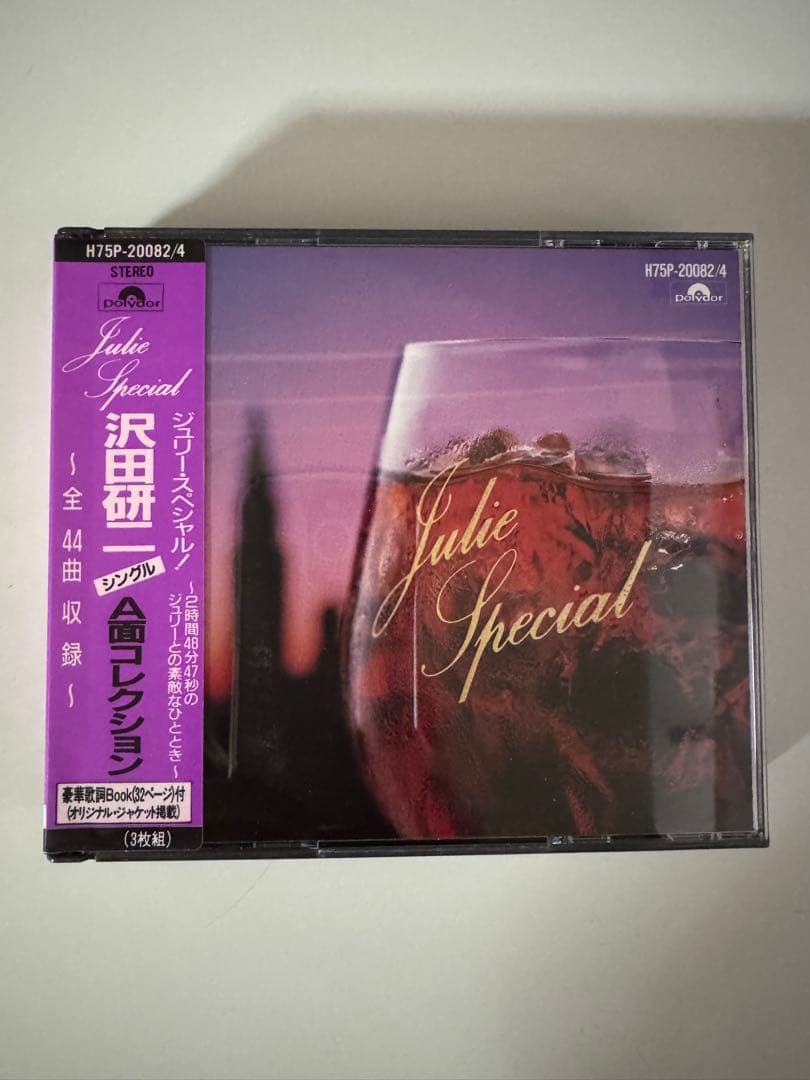 H75P-20082/4
STEREO
Polydor
Julie
Special
ジュリー・スペシャル!
沢田研二
シングル
A面コレクション
~2時間48分47秒の
ジュリーとの素敵なひととき~
~全44曲収録~
豪華歌詞Book(32ページ)付
(オリジナル・ジャケット掲載)
(3枚組)
H75P-20082/4
Polydor
Julie
Special